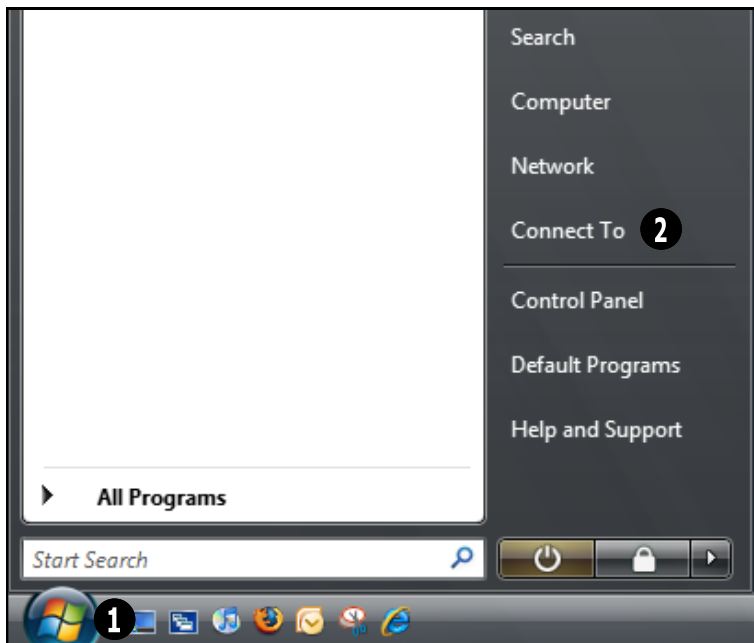 Search
Computer
Network
Connect To 2
Control Panel
Default Programs
Help and Support
All Programs
Start Search
1